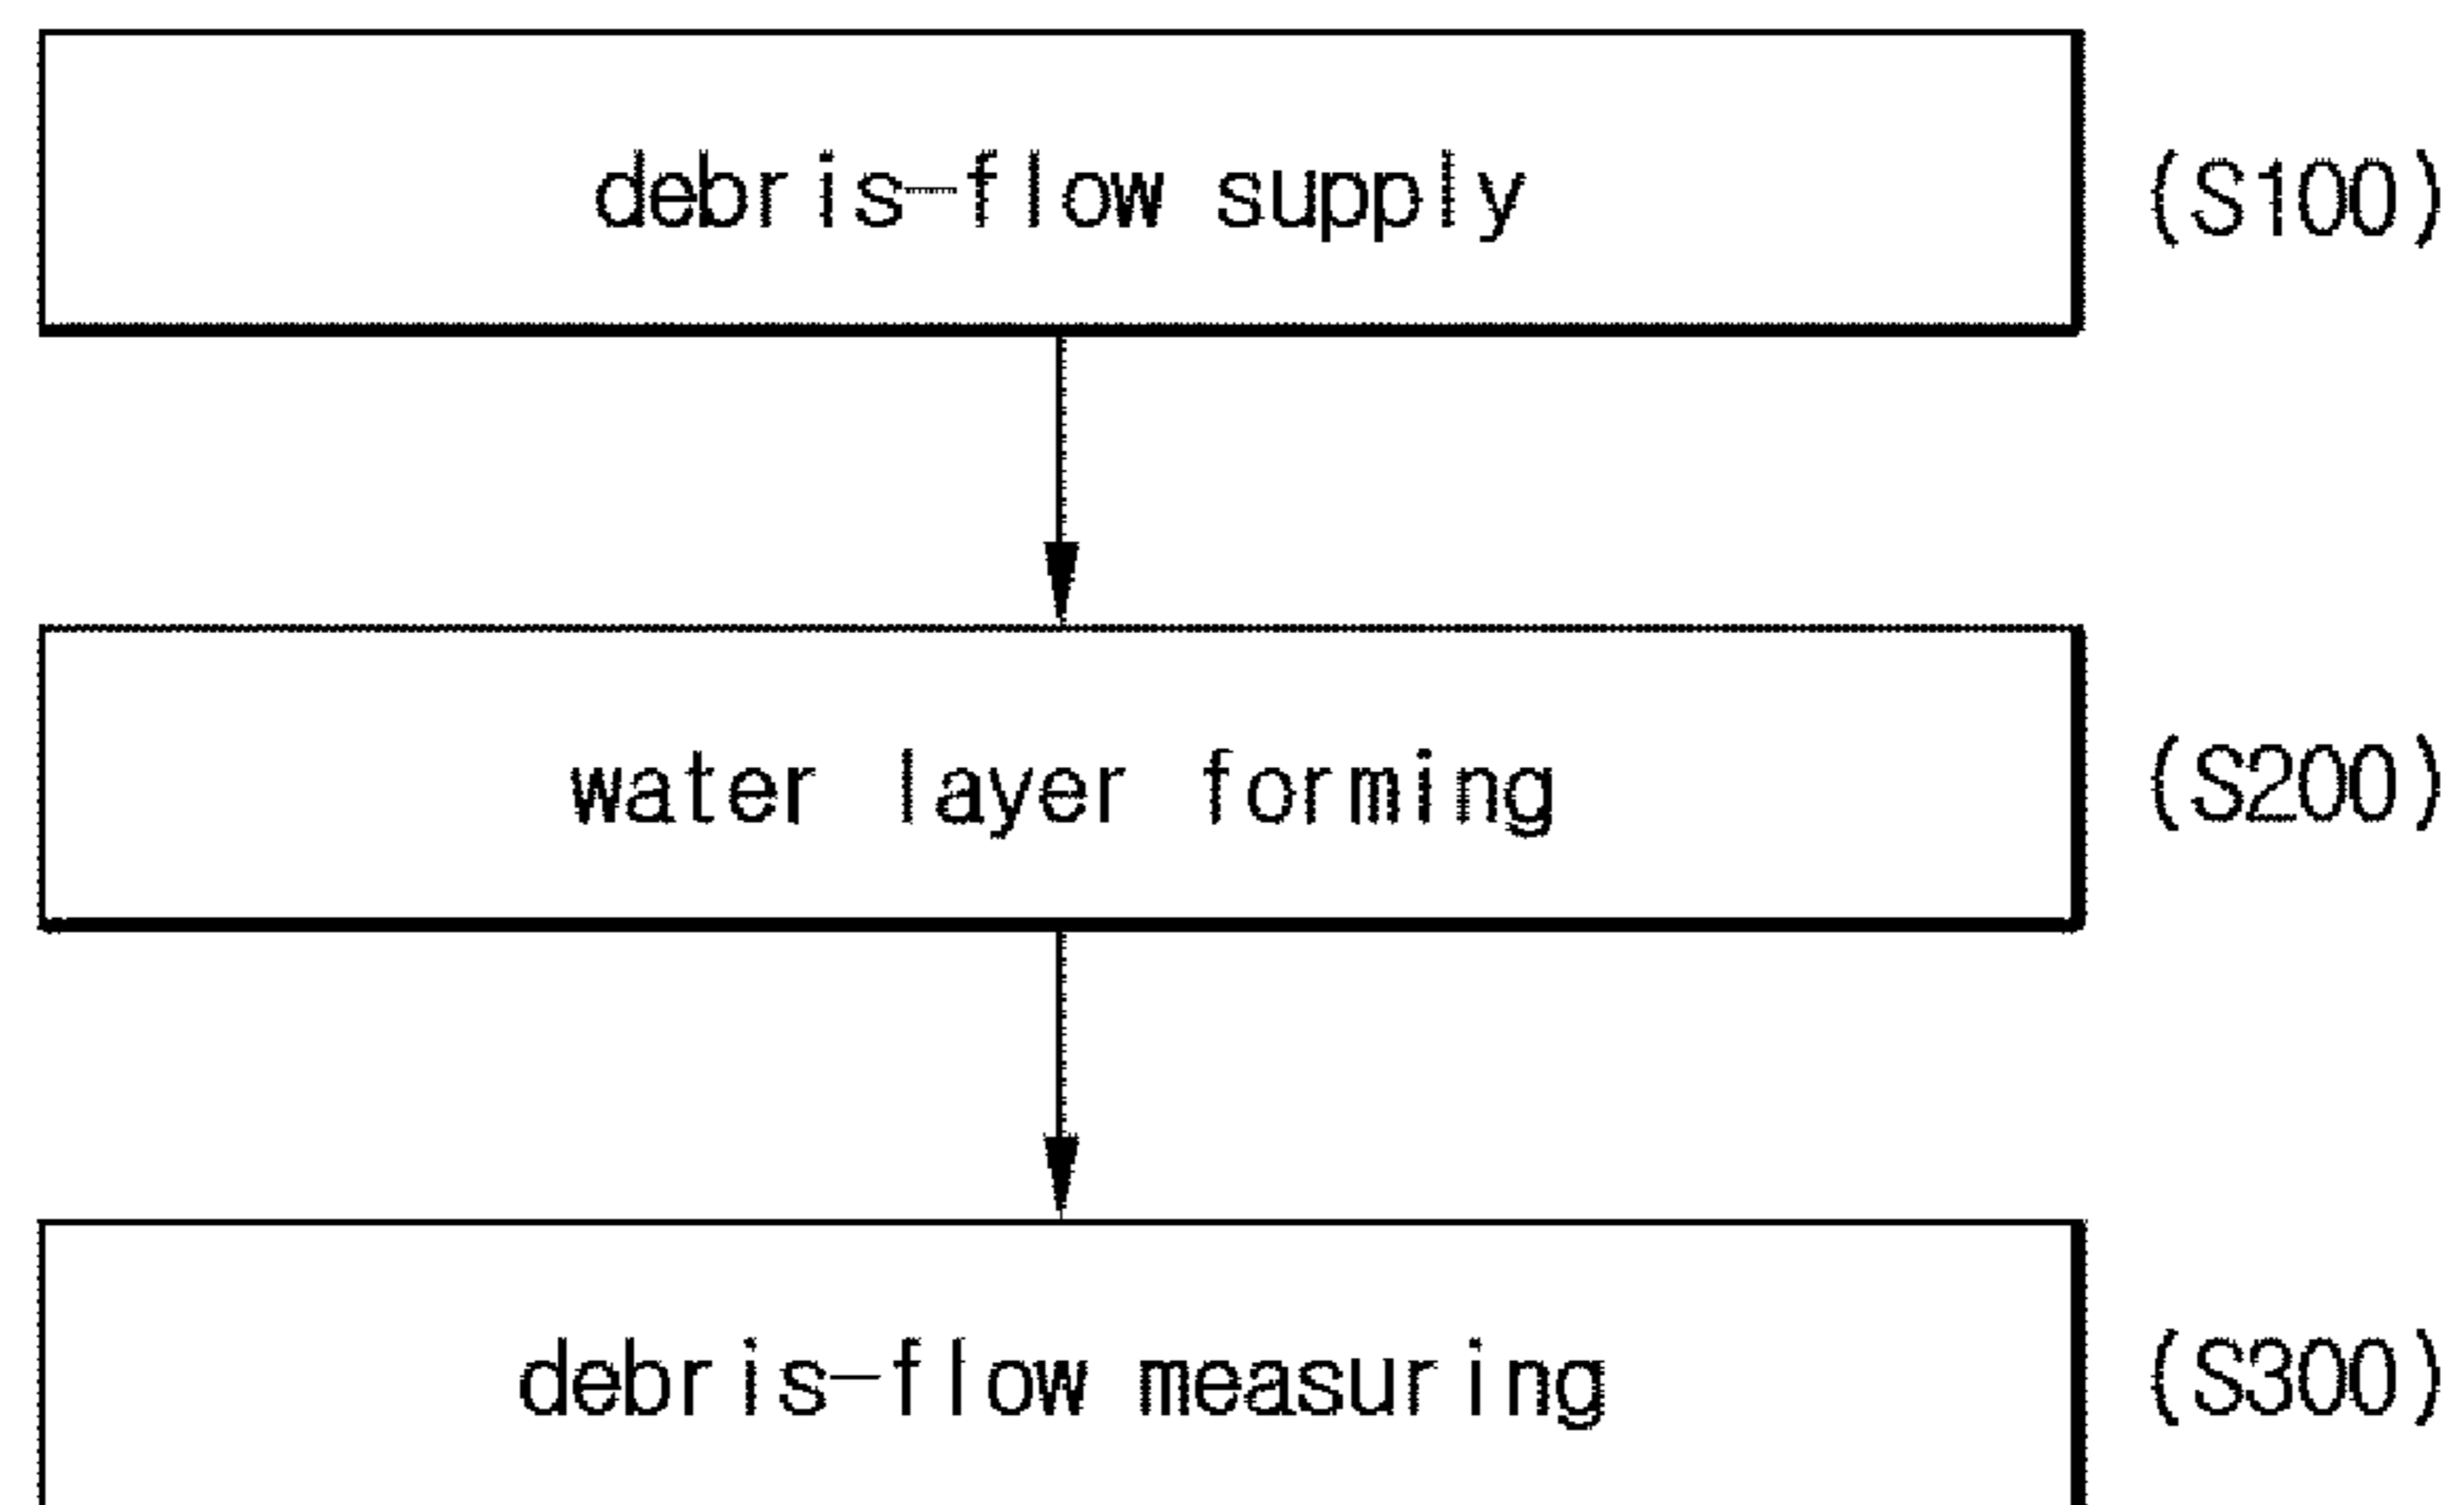 debris-flow supply (S100)
water layer forming (S200)
debris-flow measuring (S300)